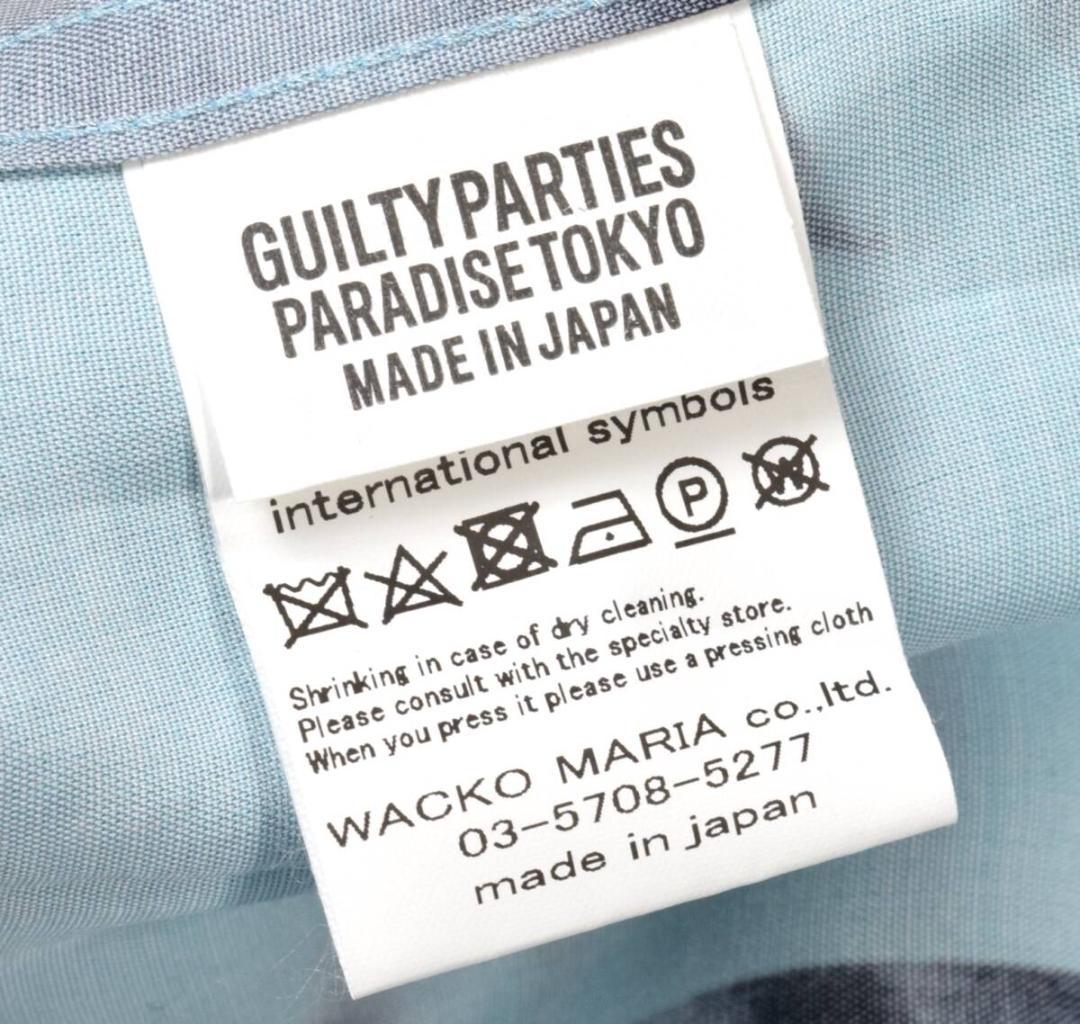 GUILTY PARTIES
PARADISE TOKYO
MADE IN JAPAN
international symbols
P
W
Shrinking in case of dry cleaning.
Please consult with the specialty store.
When you press it please use a pressing cloth
WACKO MARIA co.,ltd.
03-5708-5277
made in japan